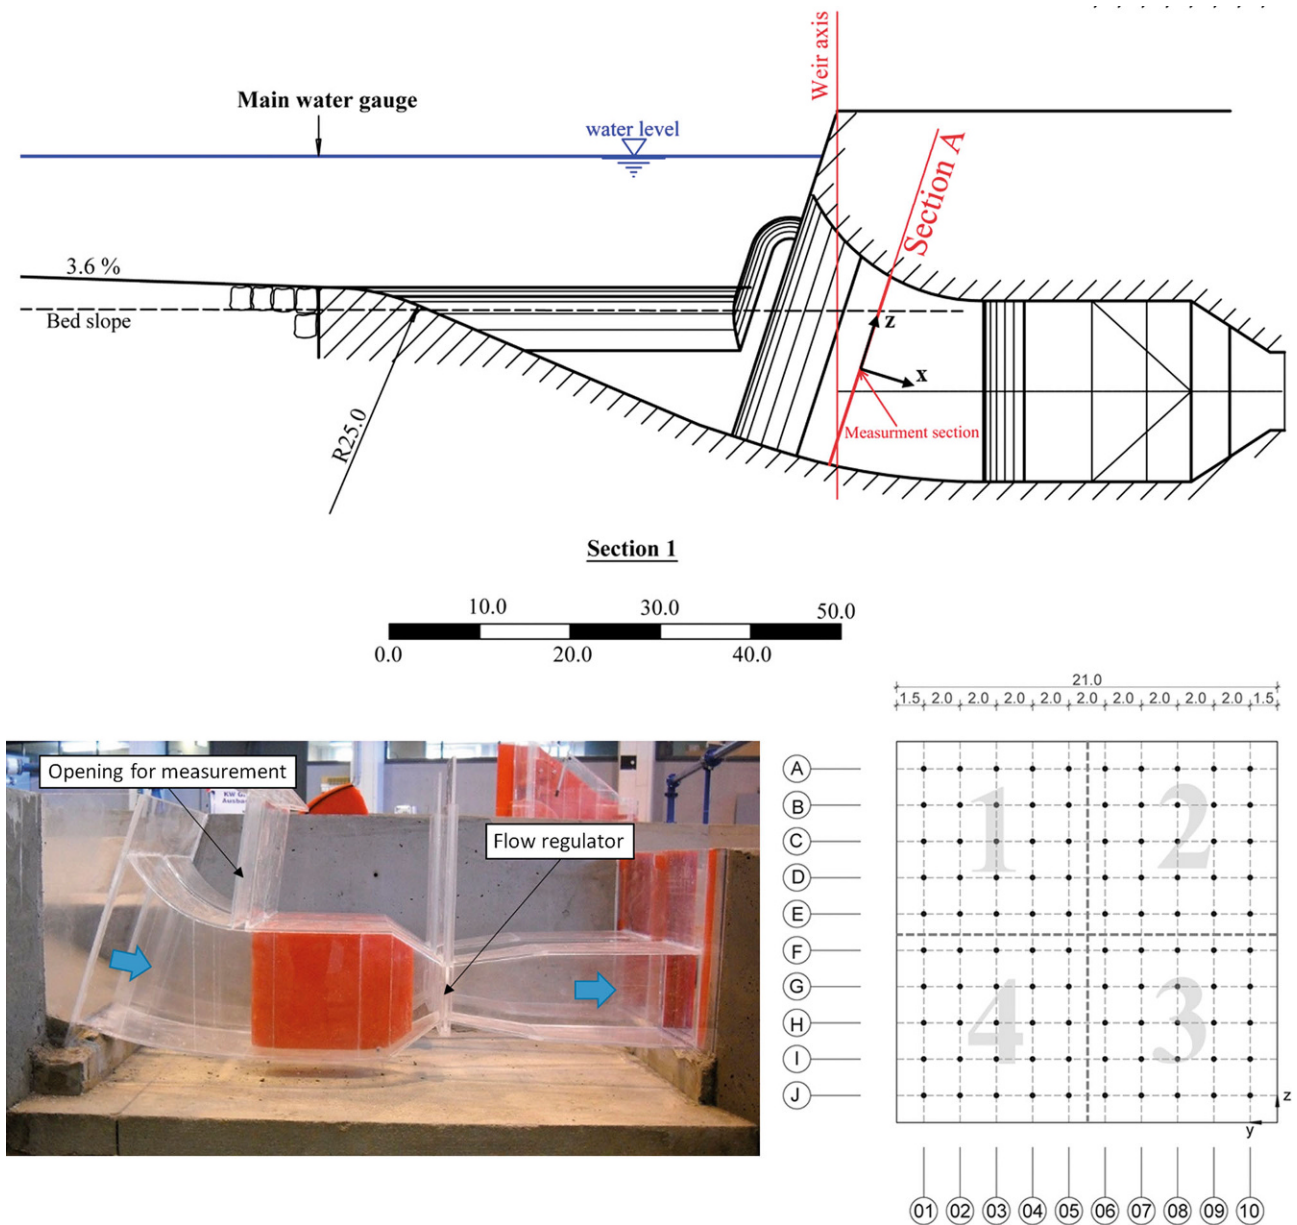 Weir axis
Main water gauge
water level
Section A
3.6 %
Bed slope
z
x
R25.0
Measurment section
Section 1
10.0 30.0 50.0
0.0 20.0 40.0
21.0
1.5 2.0 2.0 2.0 2.0 2.0 2.0 2.0 2.0 2.0 1.5
Opening for measurement
Flow regulator
A
B
C
D
E
F
G
H
I
J
1 2
4 3
z
y
01 02 03 04 05 06 07 08 09 10